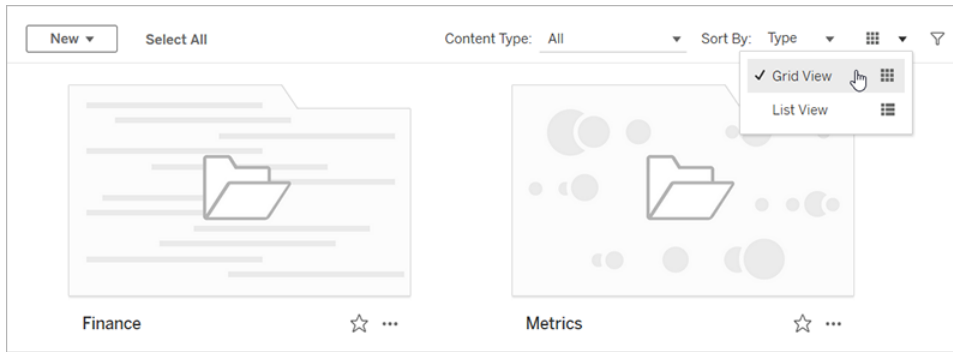 New Select All Content Type: All Sort By: Type
Grid View
List View
Finance Metrics